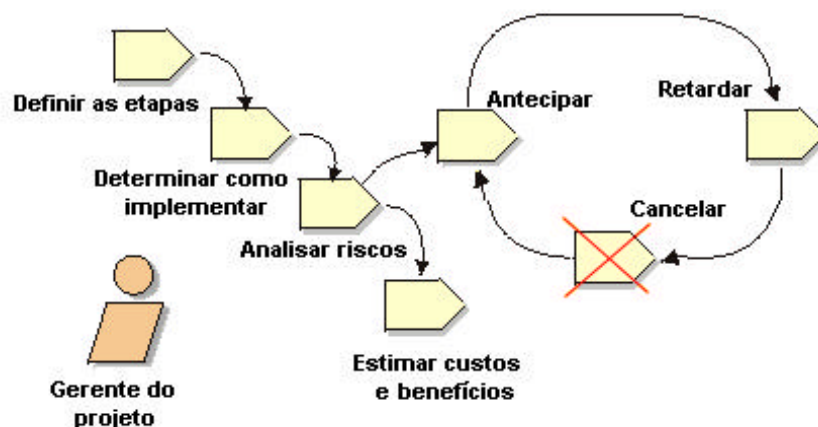 Definir as etapas
Determinar como
implementar
Analisar riscos
Estimar custos
e benefícios
Antecipar
Retardar
Cancelar
Gerente do
projeto